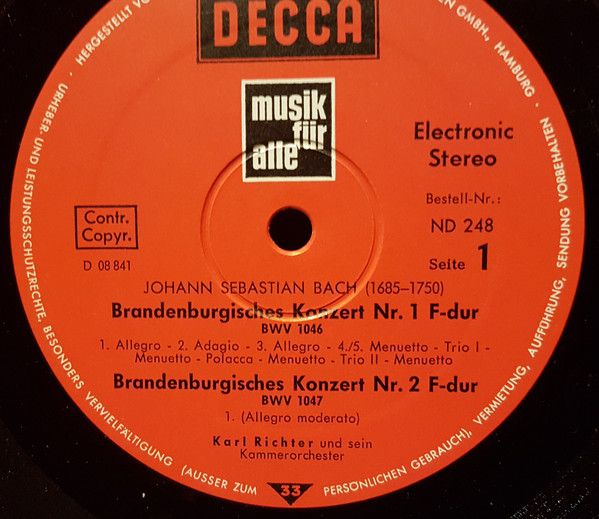 DECCA
musik
für
alle
Electronic
Stereo
Bestell-Nr.:
ND 248
Seite 1
Contr.
Copyr.
D 08 841
JOHANN SEBASTIAN BACH (1685–1750)
Brandenburgisches Konzert Nr. 1 F-dur
BWV 1046
1. Allegro - 2. Adagio - 3. Allegro - 4./5. Menuetto - Trio I -
Menuetto - Polacca - Menuetto - Trio II - Menuetto
Brandenburgisches Konzert Nr. 2 F-dur
BWV 1047
1. (Allegro moderato)
Karl Richter und sein
Kammerorchester
33
URHEBER- UND LEISTUNGSSCHUTZRECHTE, BESONDERS VERVIELFÄLTIGUNG (AUSSER ZUM PERSÖNLICHEN GEBRAUCH), VERMIETUNG, AUFFÜHRUNG, SENDUNG VORBEHALTEN
· HERGESTELLT
GMBH., HAMBURG ·